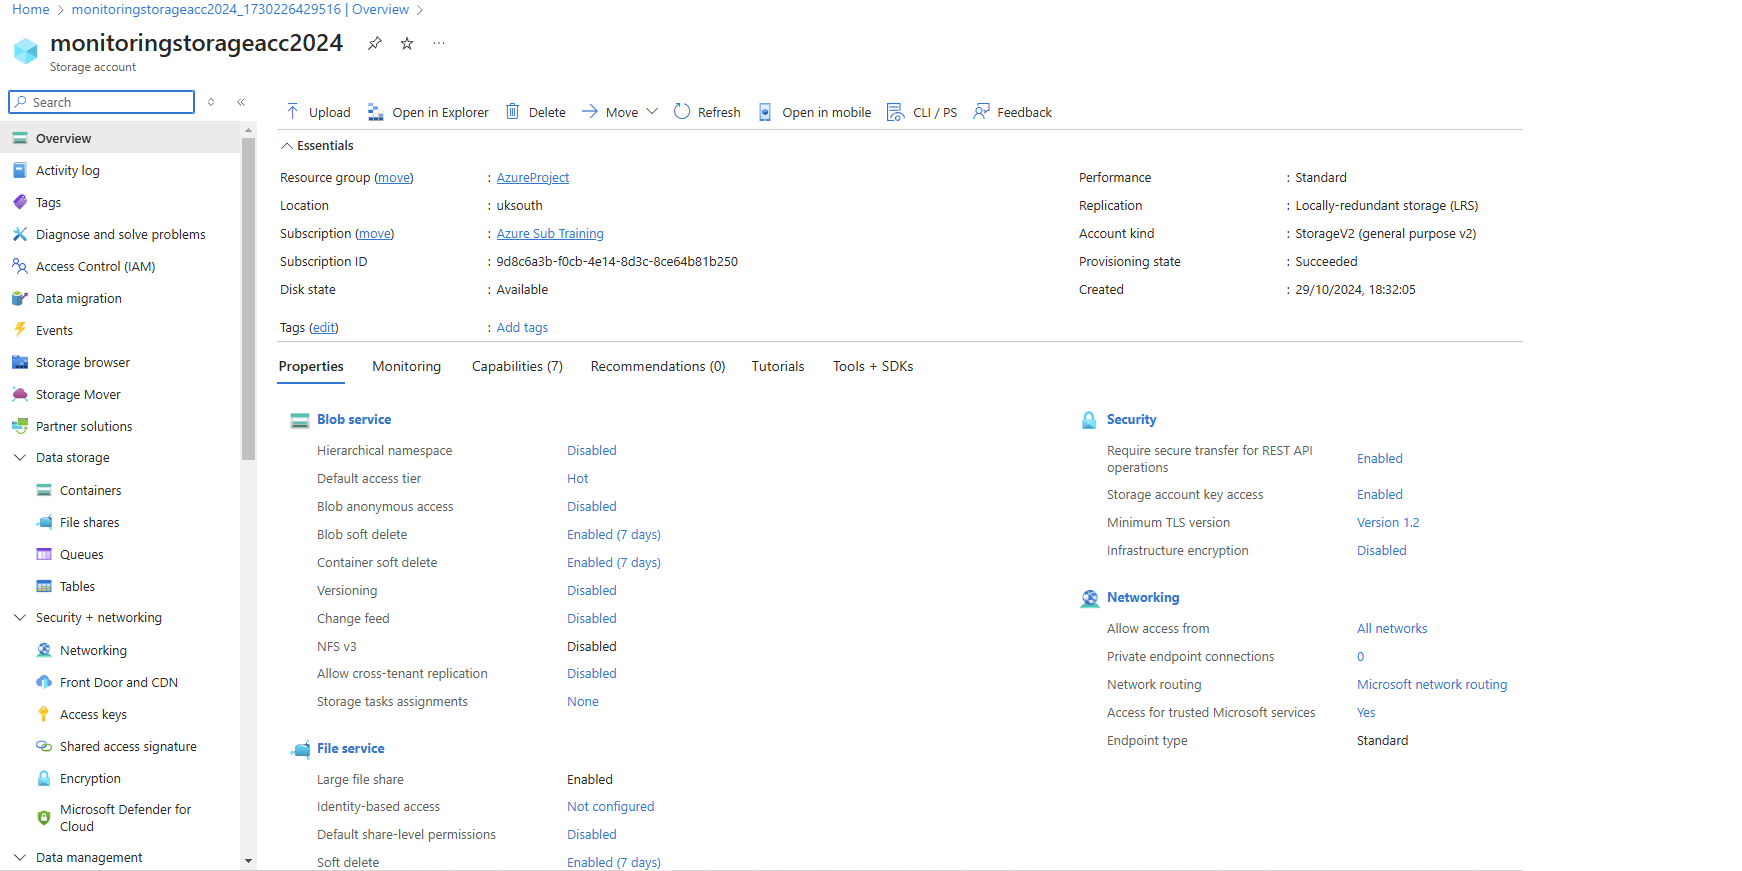 Home > monitoringstorageacc2024_1730226429516 | Overview >
monitoringstorageacc2024
Storage account
Search
Overview
Activity log
Tags
Diagnose and solve problems
Access Control (IAM)
Data migration
Events
Storage browser
Storage Mover
Partner solutions
Data storage
Containers
File shares
Queues
Tables
Security + networking
Networking
Front Door and CDN
Access keys
Shared access signature
Encryption
Microsoft Defender for
Cloud
Data management
Upload Open in Explorer Delete Move Refresh Open in mobile CLI / PS Feedback
Essentials
Resource group (move) : AzureProject
Location : uksouth
Subscription (move) : Azure Sub Training
Subscription ID : 9d8c6a3b-f0cb-4e14-8d3c-8ce64b81b250
Disk state : Available
Tags (edit) : Add tags
Performance : Standard
Replication : Locally-redundant storage (LRS)
Account kind : StorageV2 (general purpose v2)
Provisioning state : Succeeded
Created : 29/10/2024, 18:32:05
Properties Monitoring Capabilities (7) Recommendations (0) Tutorials Tools + SDKs
Blob service
Hierarchical namespace Disabled
Default access tier Hot
Blob anonymous access Disabled
Blob soft delete Enabled (7 days)
Container soft delete Enabled (7 days)
Versioning Disabled
Change feed Disabled
NFS v3 Disabled
Allow cross-tenant replication Disabled
Storage tasks assignments None
File service
Large file share Enabled
Identity-based access Not configured
Default share-level permissions Disabled
Soft delete Enabled (7 days)
Security
Require secure transfer for REST API
operations Enabled
Storage account key access Enabled
Minimum TLS version Version 1.2
Infrastructure encryption Disabled
Networking
Allow access from All networks
Private endpoint connections 0
Network routing Microsoft network routing
Access for trusted Microsoft services Yes
Endpoint type Standard